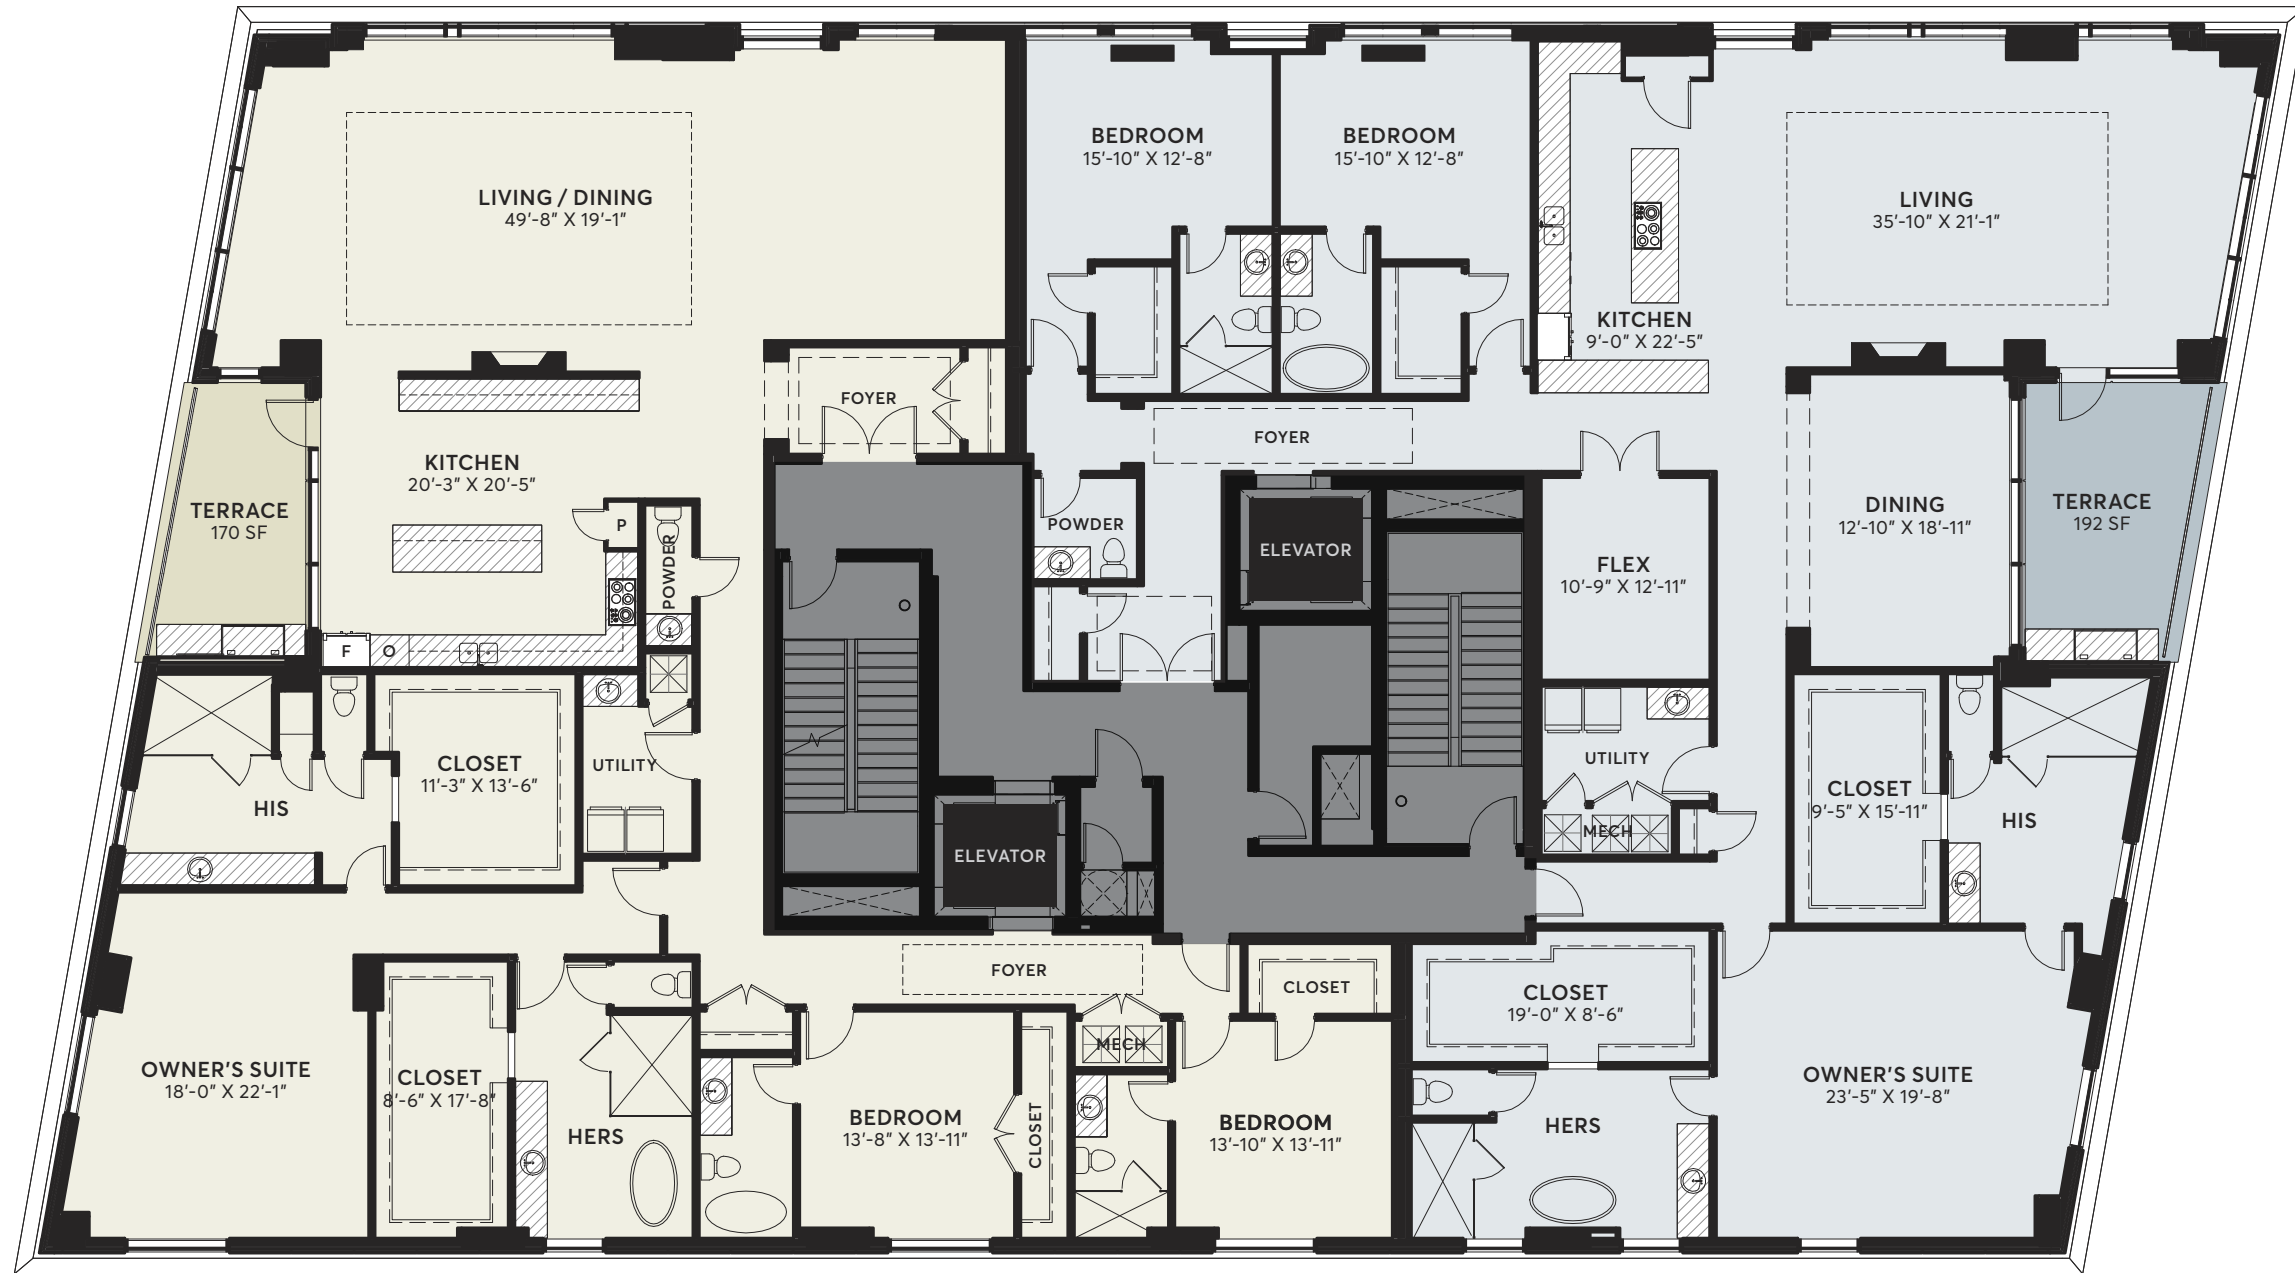 BEDROOM
15'-10" X 12'-8"
BEDROOM
15'-10" X 12'-8"
LIVING / DINING
49'-8" X 19'-1"
LIVING
35'-10" X 21'-1"
KITCHEN
9'-0" X 22'-5"
FOYER
FOYER
KITCHEN
20'-3" X 20'-5"
TERRACE
170 SF
P
POWDER
POWDER
ELEVATOR
FLEX
10'-9" X 12'-11"
DINING
12'-10" X 18'-11"
TERRACE
192 SF
F
O
CLOSET
11'-3" X 13'-6"
UTILITY
HIS
UTILITY
MECH
CLOSET
9'-5" X 15'-11"
HIS
ELEVATOR
FOYER
CLOSET
CLOSET
19'-0" X 8'-6"
MECH
OWNER'S SUITE
18'-0" X 22'-1"
CLOSET
8'-6" X 17'-8"
HERS
BEDROOM
13'-8" X 13'-11"
CLOSET
BEDROOM
13'-10" X 13'-11"
HERS
OWNER'S SUITE
23'-5" X 19'-8"